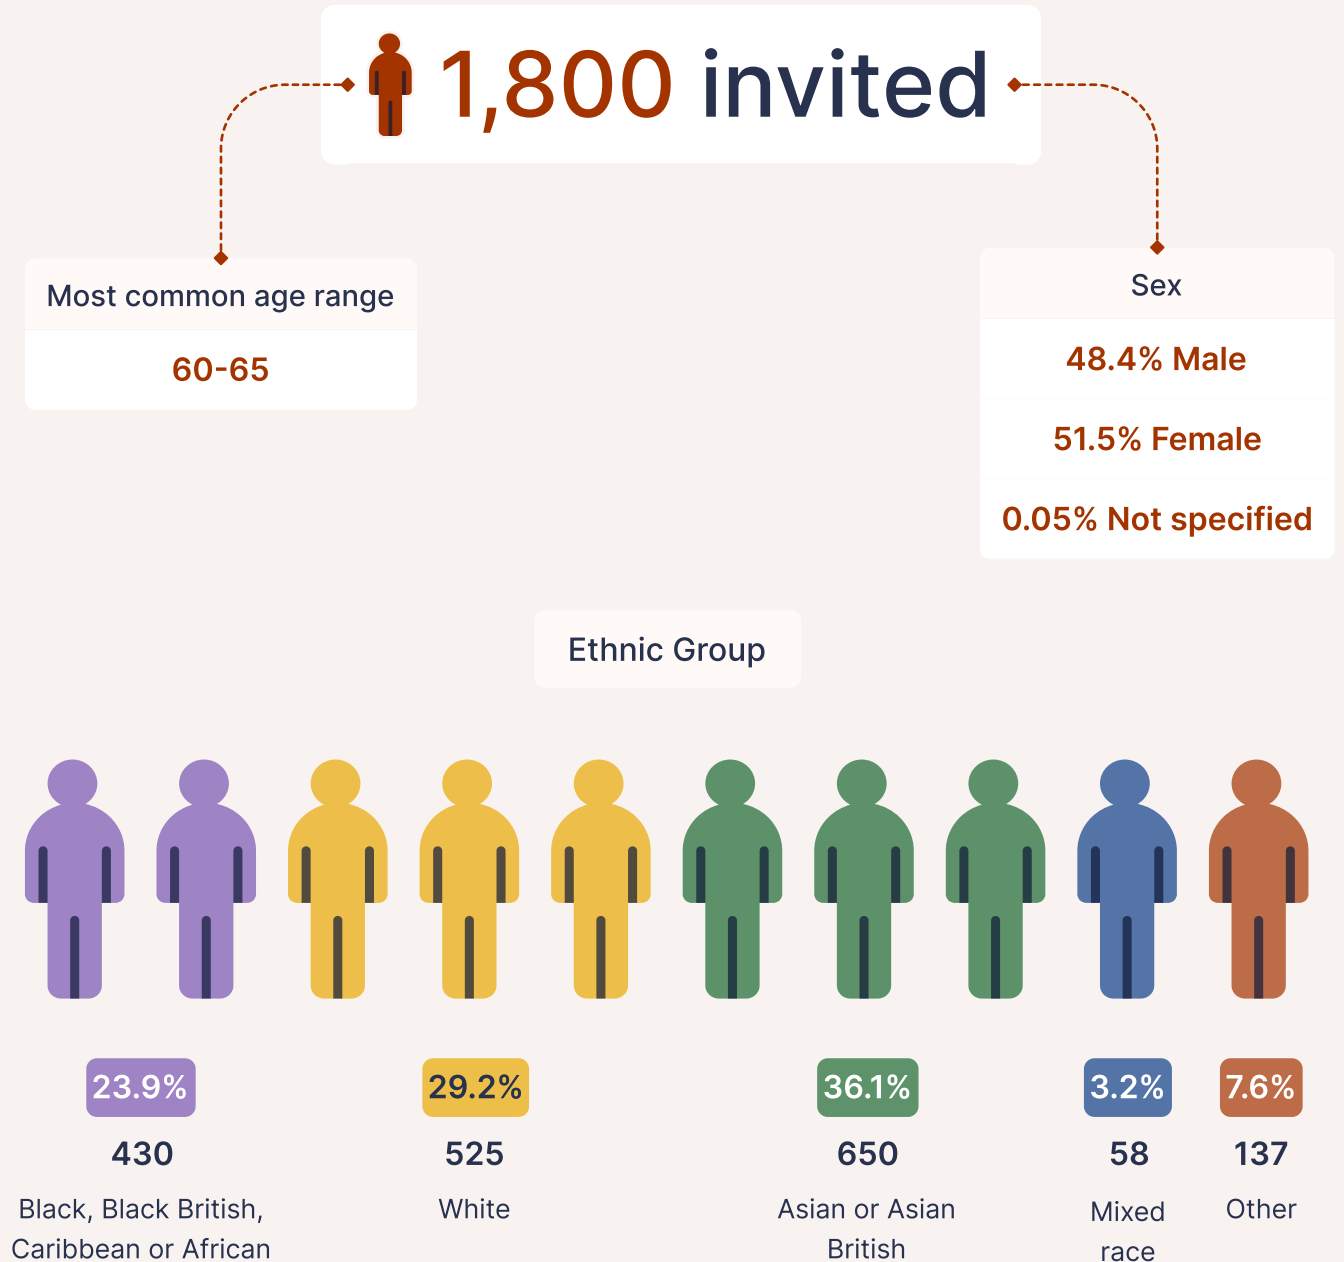 1,800 invited
Most common age range
60-65
Sex
48.4% Male
51.5% Female
0.05% Not specified
Ethnic Group
23.9%
430
Black, Black British,
Caribbean or African
29.2%
525
White
36.1%
650
Asian or Asian
British
3.2%
58
Mixed
race
7.6%
137
Other